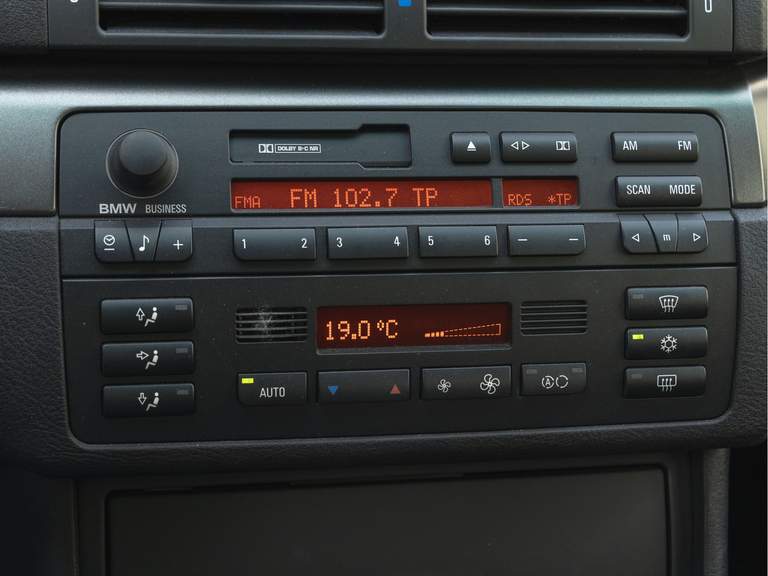 DOLBY B-C NR
AM FM
FMA FM 102.7 TP RDS *TP
SCAN MODE
BMW BUSINESS
+ 1 2 3 4 5 6 — — m
19.0 °C
AUTO
A